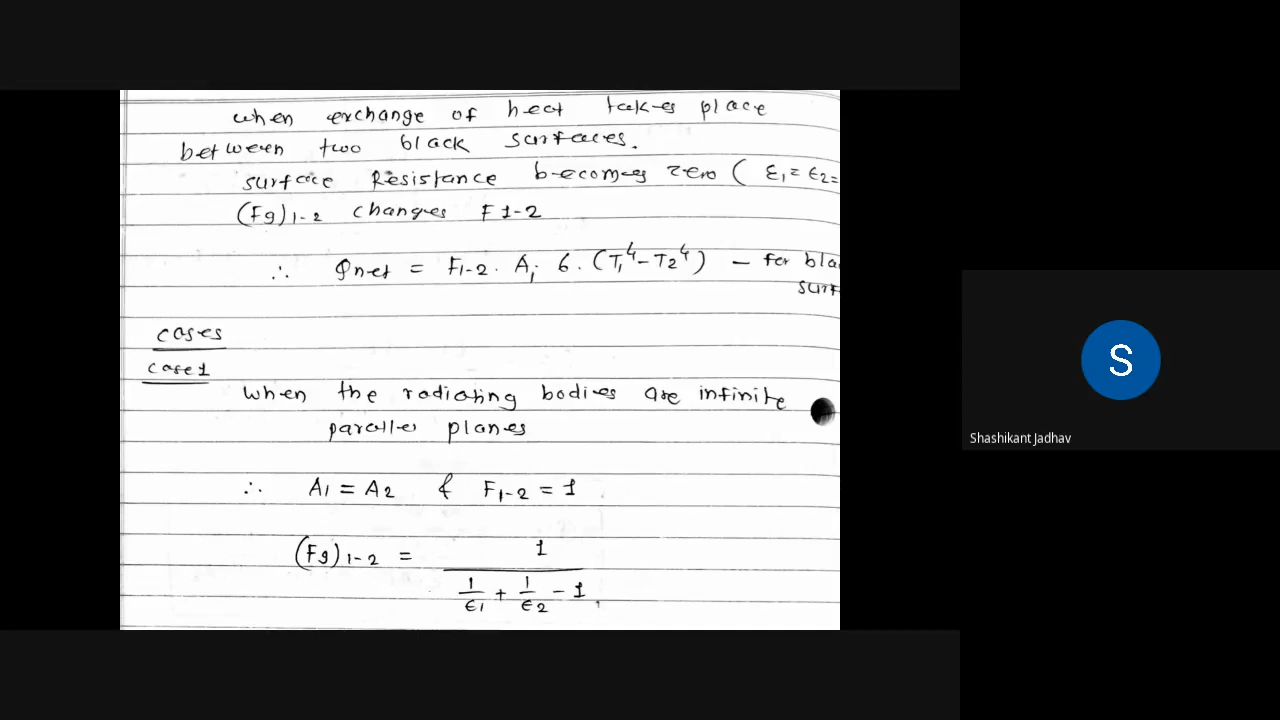 when exchange of heat takes place
between two black surfaces.
surface Resistance becomes zero ( ε1 = ε2 =
(Fg)1-2 changes F1-2
∴ Qnet = F1-2 . A1 σ . (T1⁴ - T2⁴) - for bla
surf
cases
case1
When the radiating bodies are infinite
parallel planes
∴ A1 = A2 & F1-2 = 1
(Fg)1-2 = 1
1/ε1 + 1/ε2 - 1
S
Shashikant Jadhav